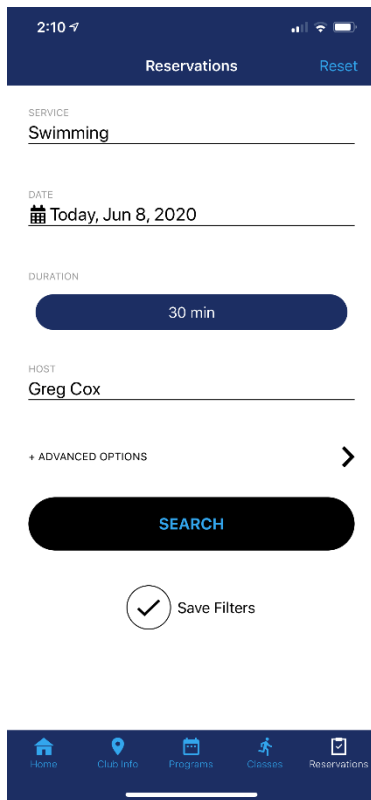 2:10
Reservations
Reset
SERVICE
Swimming
DATE
Today, Jun 8, 2020
DURATION
30 min
HOST
Greg Cox
+ ADVANCED OPTIONS
SEARCH
Save Filters
Home Club Info Programs Classes Reservations